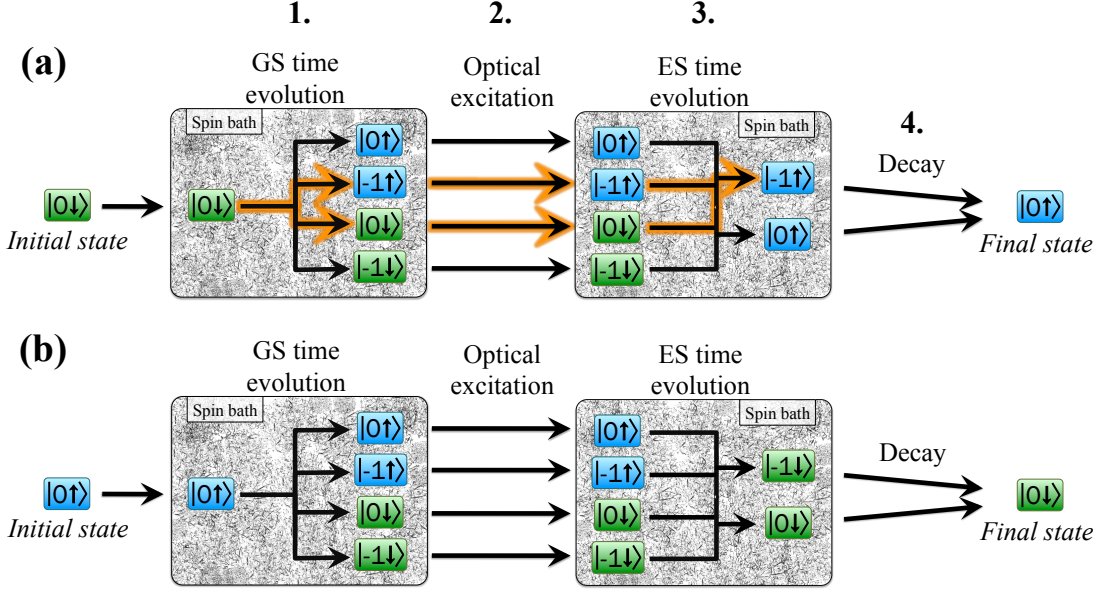 1. 2. 3.
(a)
GS time evolution
Optical excitation
ES time evolution
4.
Decay
Spin bath
Spin bath
|0↓⟩
Initial state
|0↓⟩
|0↑⟩
|-1↑⟩
|0↓⟩
|-1↓⟩
|0↑⟩
|-1↑⟩
|0↓⟩
|-1↓⟩
|-1↑⟩
|0↑⟩
|0↑⟩
Final state
(b)
GS time evolution
Optical excitation
ES time evolution
Decay
Spin bath
Spin bath
|0↑⟩
Initial state
|0↑⟩
|0↑⟩
|-1↑⟩
|0↓⟩
|-1↓⟩
|0↑⟩
|-1↑⟩
|0↓⟩
|-1↓⟩
|-1↓⟩
|0↓⟩
|0↓⟩
Final state